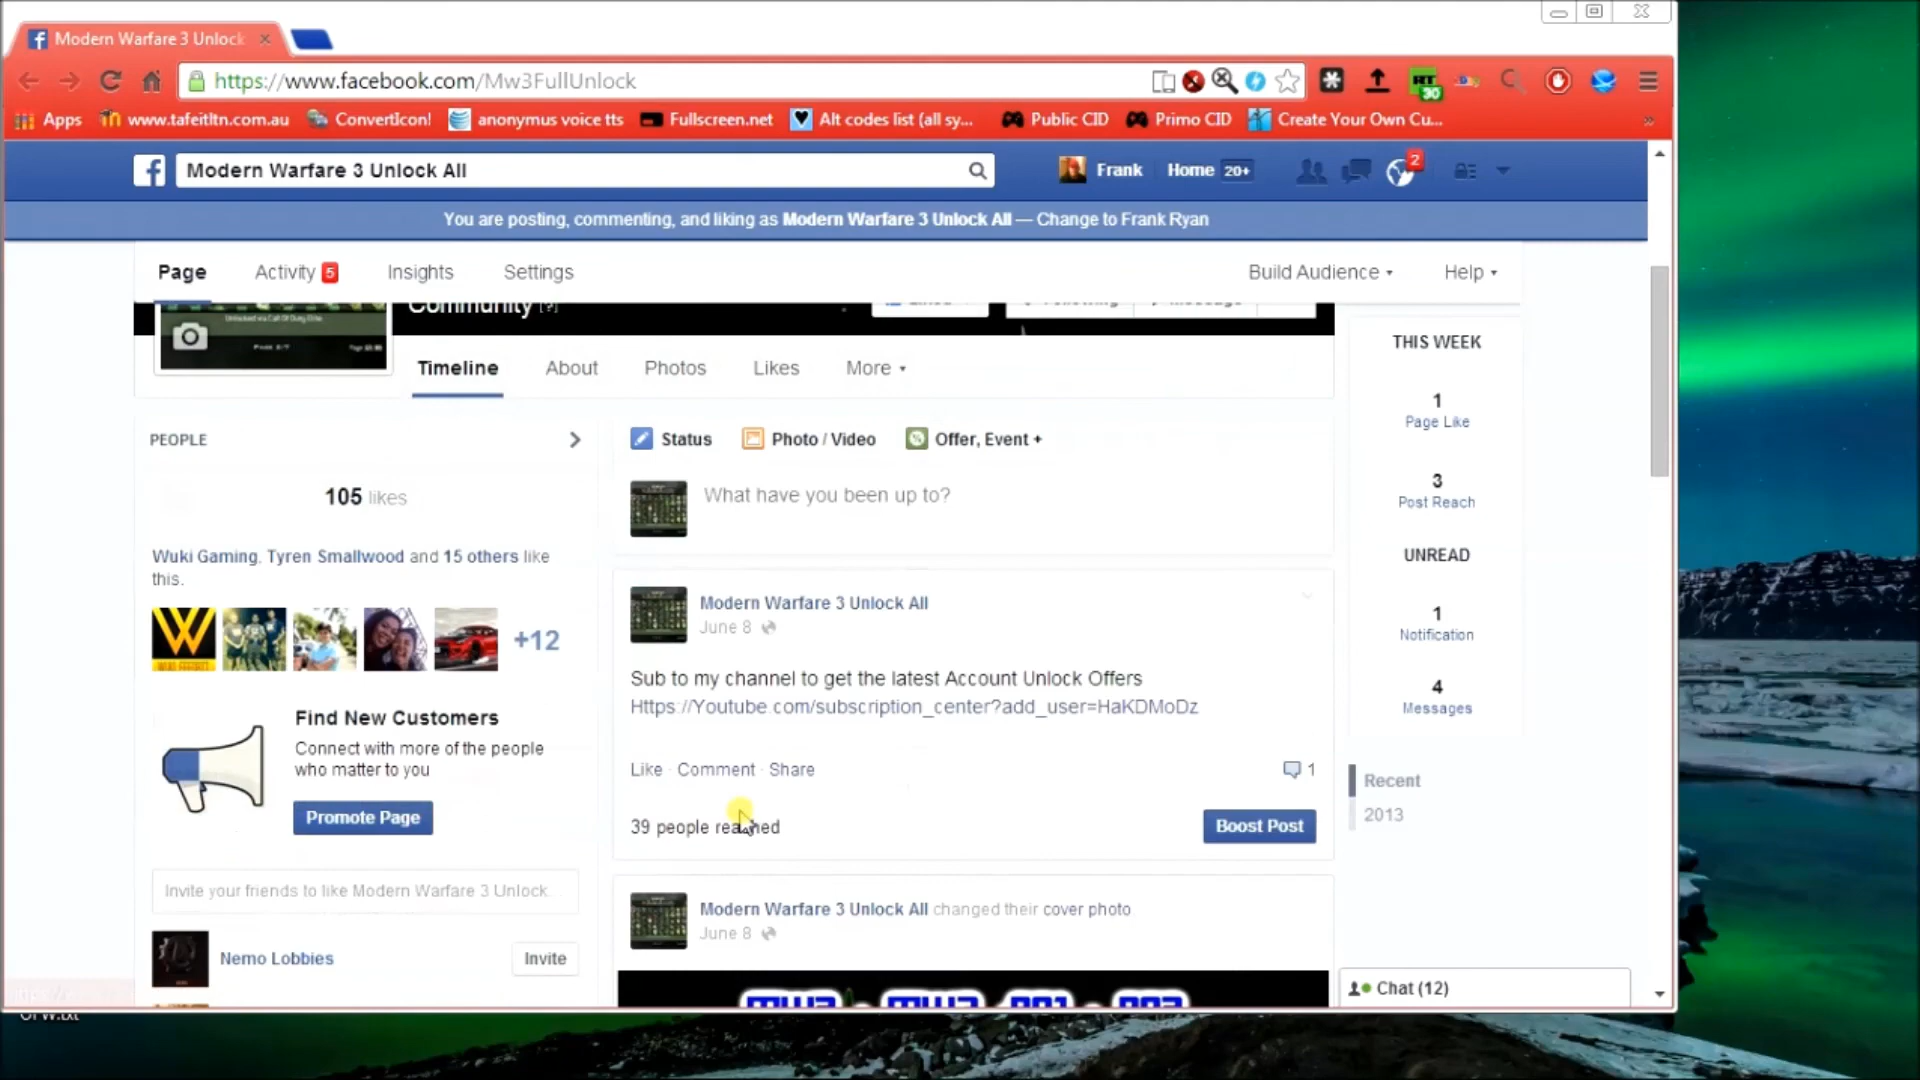 Modern Warfare 3 Unlock
https://www.facebook.com/Mw3FullUnlock
RT
30
Apps
www.tafeitltn.com.au
ConvertIcon!
anonymus voice tts
Fullscreen.net
Alt codes list (all sy...
Public CID
Primo CID
Create Your Own Cu...
»
Modern Warfare 3 Unlock All
Frank
Home 20+
2
You are posting, commenting, and liking as Modern Warfare 3 Unlock All — Change to Frank Ryan
Page
Activity 5
Insights
Settings
Build Audience
Help
Community [?]
Timeline
About
Photos
Likes
More
PEOPLE
105 likes
Wuki Gaming, Tyren Smallwood and 15 others like
this.
+12
Find New Customers
Connect with more of the people
who matter to you
Promote Page
Invite your friends to like Modern Warfare 3 Unlock
Nemo Lobbies
Invite
Status
Photo / Video
Offer, Event +
What have you been up to?
Modern Warfare 3 Unlock All
June 8
Sub to my channel to get the latest Account Unlock Offers
Https://Youtube.com/subscription_center?add_user=HaKDMoDz
Like · Comment · Share
1
39 people reached
Boost Post
Modern Warfare 3 Unlock All changed their cover photo
June 8
THIS WEEK
1
Page Like
3
Post Reach
UNREAD
1
Notification
4
Messages
Recent
2013
Chat (12)